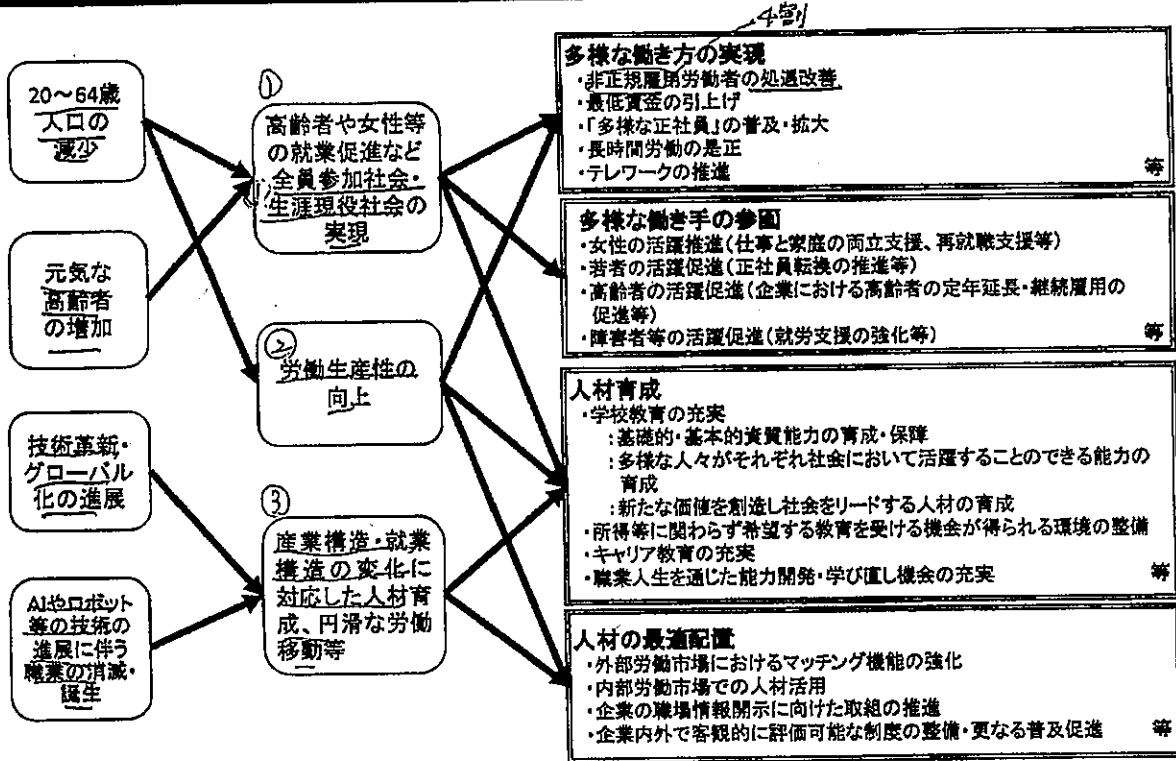 4割
20～64歳
人口の
減少
元気な
高齢者
の増加
技術革新・
グローバル
化の進展
AIやロボット
等の技術の
進展に伴う
職業の消滅・
誕生
①
高齢者や女性等
の就業促進など
全員参加社会・
生涯現役社会の
実現
②
労働生産性の
向上
③
産業構造・就業
構造の変化に
対応した人材育
成、円滑な労働
移動等
多様な働き方の実現
・非正規雇用労働者の処遇改善
・最低賃金の引上げ
・「多様な正社員」の普及・拡大
・長時間労働の是正
・テレワークの推進 等
多様な働き手の参画
・女性の活躍推進(仕事と家庭の両立支援、再就職支援等)
・若者の活躍促進(正社員転換の推進等)
・高齢者の活躍促進(企業における高齢者の定年延長・継続雇用の
促進等)
・障害者等の活躍促進(就労支援の強化等) 等
人材育成
・学校教育の充実
:基礎的・基本的資質能力の育成・保障
:多様な人々がそれぞれ社会において活躍することのできる能力の
育成
:新たな価値を創造し社会をリードする人材の育成
・所得等に関わらず希望する教育を受ける機会が得られる環境の整備
・キャリア教育の充実
・職業人生を通じた能力開発・学び直し機会の充実 等
人材の最適配置
・外部労働市場におけるマッチング機能の強化
・内部労働市場での人材活用
・企業の職場情報開示に向けた取組の推進
・企業内外で客観的に評価可能な制度の整備・更なる普及促進 等